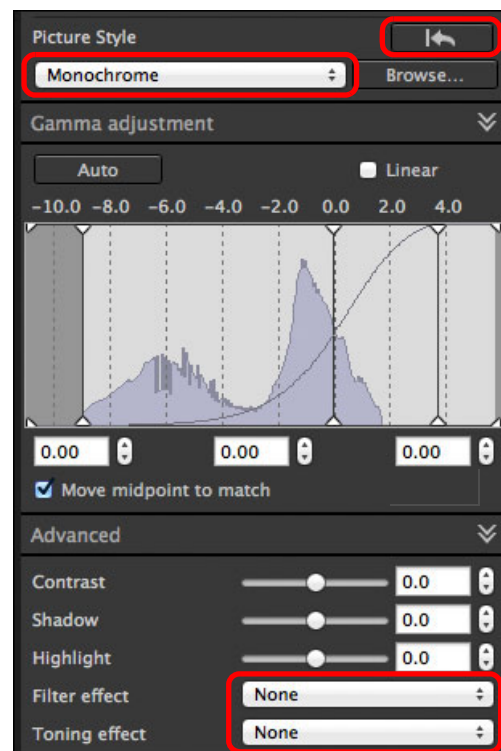 Picture Style
Monochrome Browse...
Gamma adjustment
Auto Linear
-10.0 -8.0 -6.0 -4.0 -2.0 0.0 2.0 4.0
0.00 0.00 0.00
Move midpoint to match
Advanced
Contrast 0.0
Shadow 0.0
Highlight 0.0
Filter effect None
Toning effect None